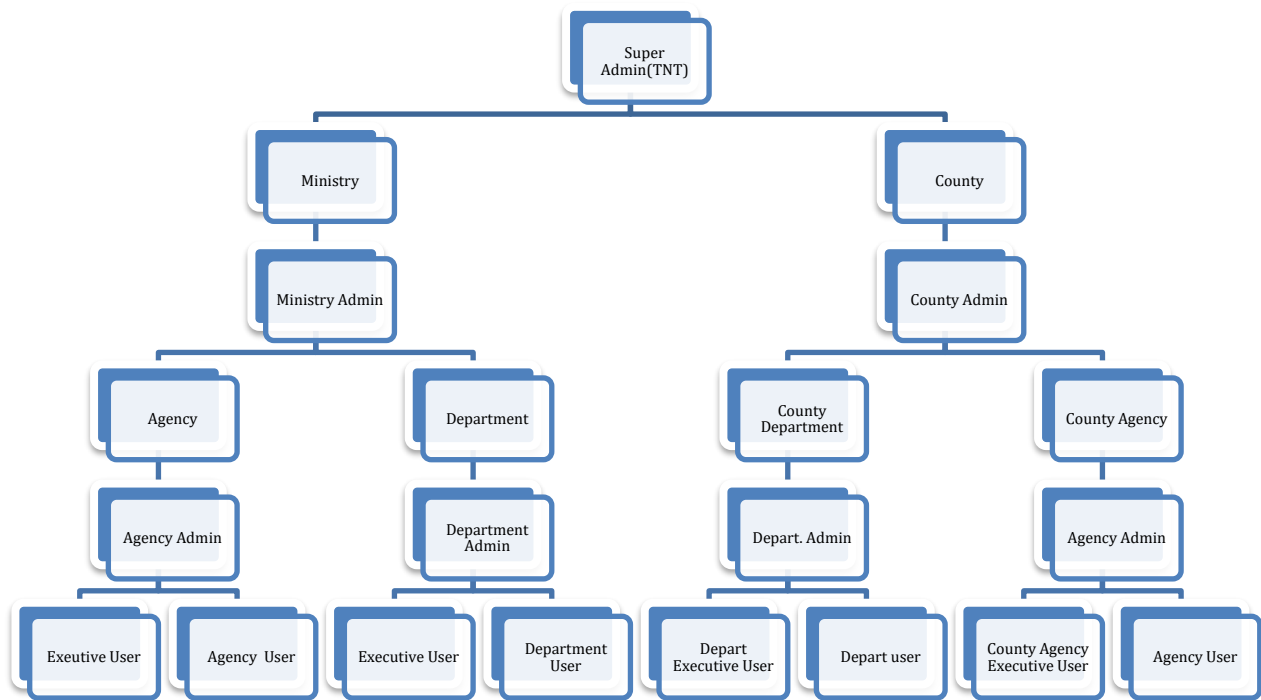 Super
Admin(TNT)
Ministry
County
Ministry Admin
County Admin
Agency
Department
County
Department
County Agency
Agency Admin
Department
Admin
Depart. Admin
Agency Admin
Exeutive User
Agency  User
Executive User
Department
User
Depart
Executive User
Depart user
County Agency
Executive User
Agency User